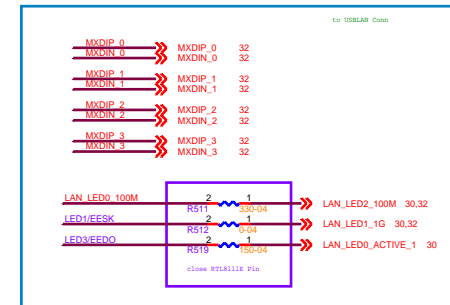 to USBLAN Conn
MXDIP_0 MXDIP_0 32
MXDIN_0 MXDIN_0 32
MXDIP_1 MXDIP_1 32
MXDIN_1 MXDIN_1 32
MXDIP_2 MXDIP_2 32
MXDIN_2 MXDIN_2 32
MXDIP_3 MXDIP_3 32
MXDIN_3 MXDIN_3 32
LAN_LED0_100M 2 1 LAN_LED2_100M 30,32
R511 330-04
LED1/EESK 2 1 LAN_LED1_1G 30,32
R512 0-04
LED3/EEDO 2 1 LAN_LED0_ACTIVE_1 30
R519 150-04
close RTL8111E Pin